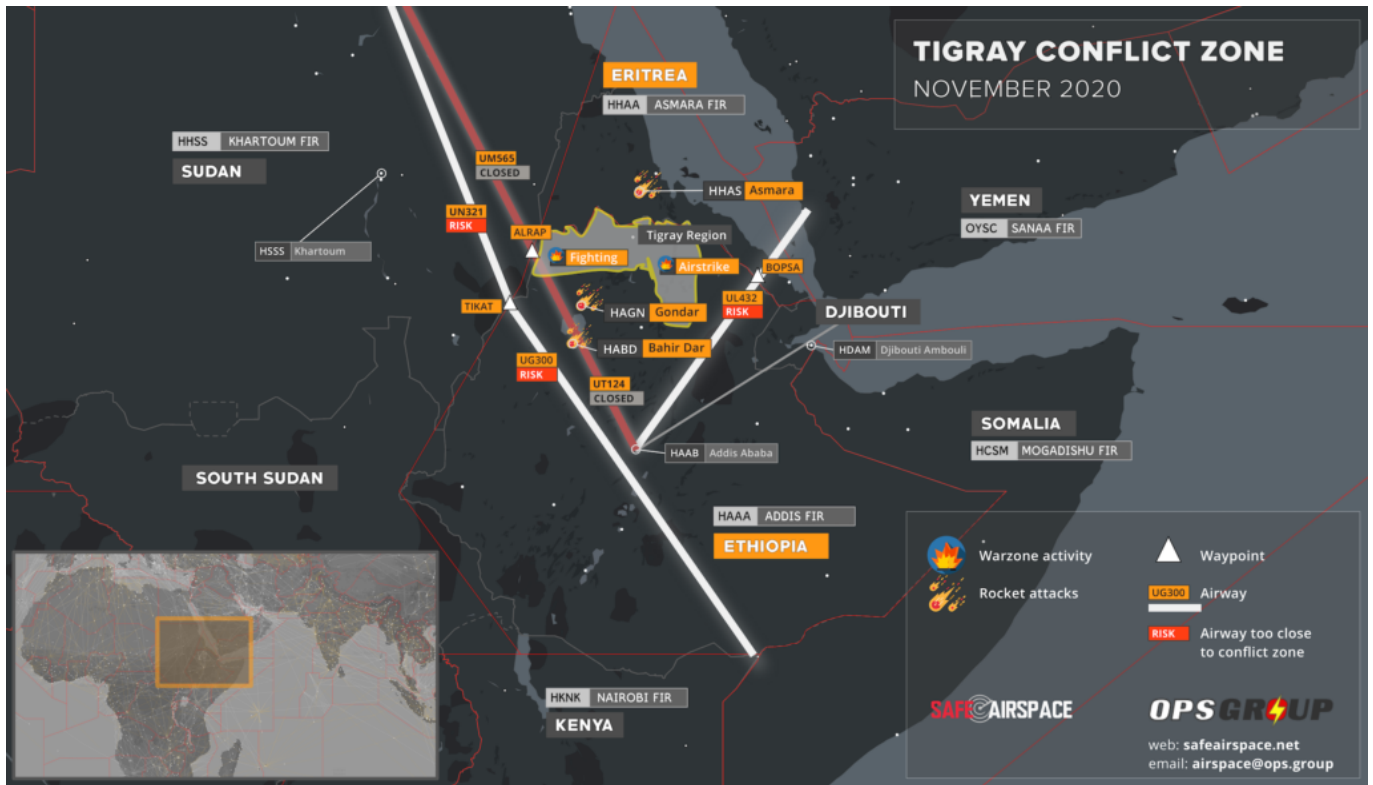 TIGRAY CONFLICT ZONE
NOVEMBER 2020
ERITREA
HHAA ASMARA FIR
HHSS KHARTOUM FIR
SUDAN
UM565
CLOSED
HHAS Asmara
YEMEN
OYSC SANAA FIR
UN321
RISK
ALRAP
Tigray Region
HSSS Khartoum
Fighting
Airstrike
BOPSA
TIKAT
HAGN Gondar
UL432
RISK
DJIBOUTI
HABD Bahir Dar
HDAM Djibouti Ambouli
UG300
RISK
UT124
CLOSED
SOMALIA
HCSM MOGADISHU FIR
HAAB Addis Ababa
SOUTH SUDAN
HAAA ADDIS FIR
ETHIOPIA
Warzone activity
Waypoint
Rocket attacks
UG300 Airway
RISK Airway too close
to conflict zone
HKNK NAIROBI FIR
KENYA
SAFEAIRSPACE
OPSGROUP
web: safeairspace.net
email: airspace@ops.group